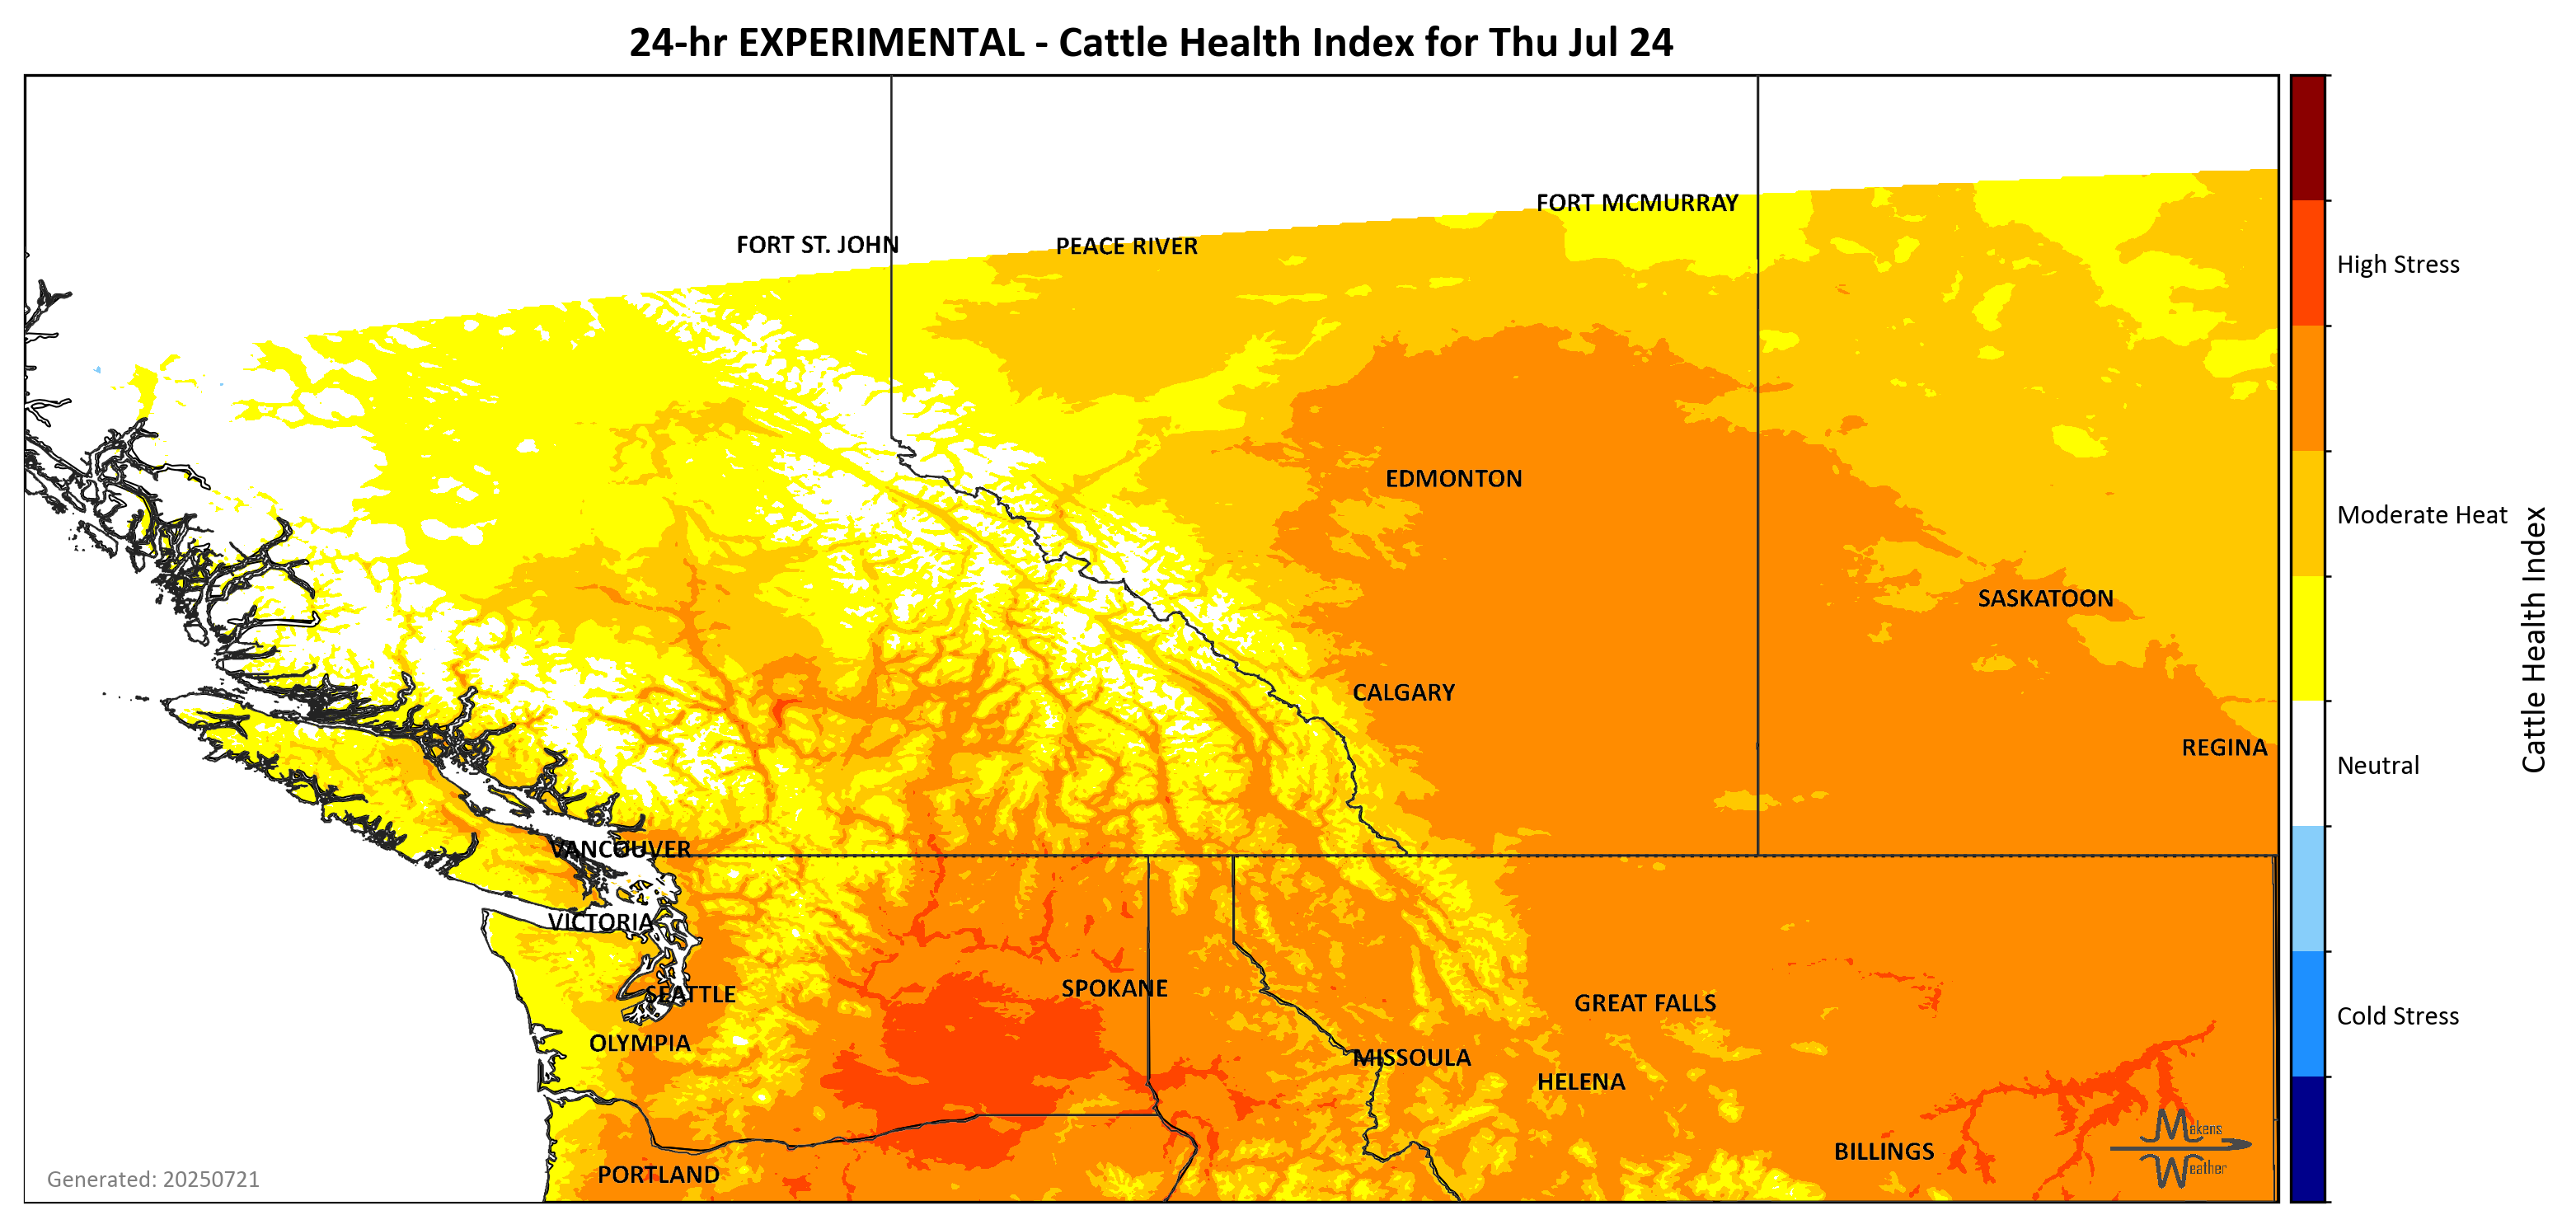 24-hr EXPERIMENTAL - Cattle Health Index for Thu Jul 24
FORT MCMURRAY
FORT ST. JOHN
PEACE RIVER
High Stress
EDMONTON
Moderate Heat
SASKATOON
Cattle Health Index
CALGARY
REGINA
Neutral
VANCOUVER
VICTORIA
SPOKANE
SEATTLE
GREAT FALLS
Cold Stress
OLYMPIA
MISSOULA
HELENA
Makens
Weather
BILLINGS
PORTLAND
Generated: 20250721